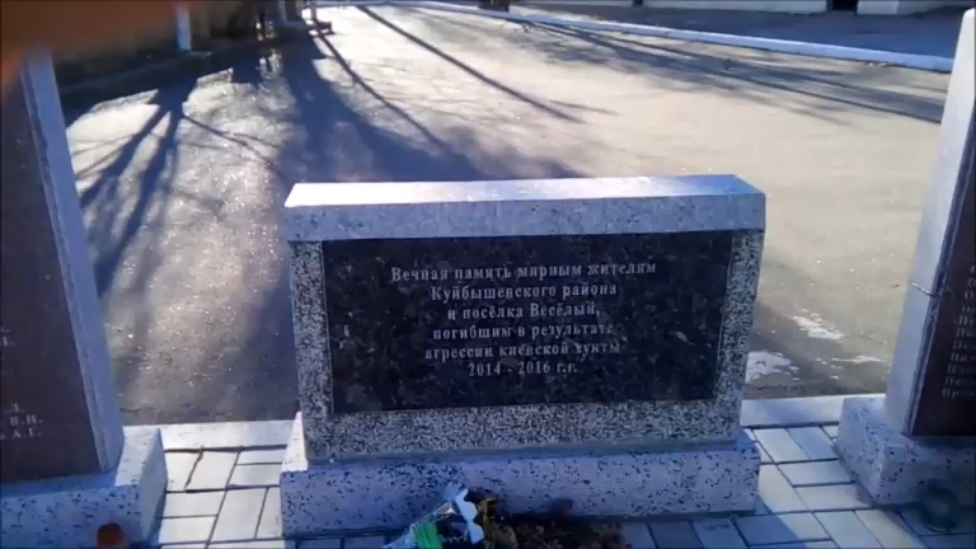 Вечная память мирным жителям
Куйбышевского района
и посёлка Весёлый,
погибшим в результате
агрессии киевской хунты
2014 - 2016 г.г.
Л.
В.П.
А.Г.